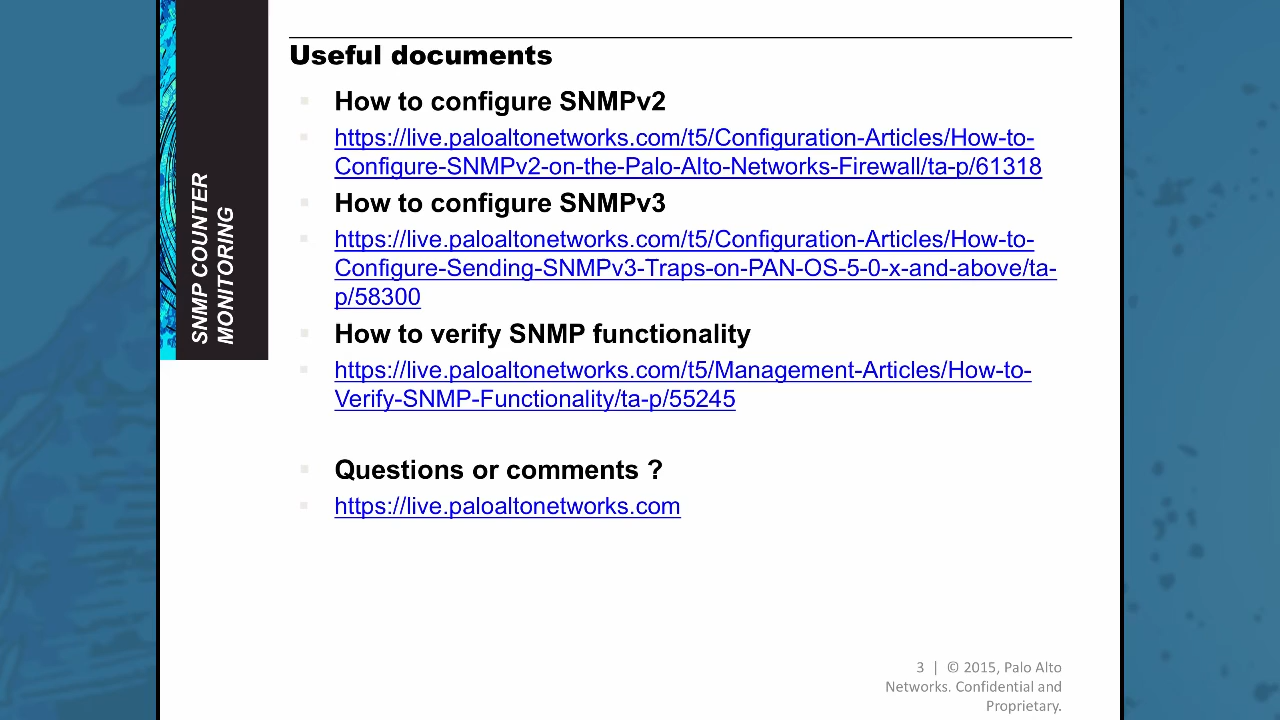 SNMP COUNTER
MONITORING
Useful documents
How to configure SNMPv2
https://live.paloaltonetworks.com/t5/Configuration-Articles/How-to-
Configure-SNMPv2-on-the-Palo-Alto-Networks-Firewall/ta-p/61318
How to configure SNMPv3
https://live.paloaltonetworks.com/t5/Configuration-Articles/How-to-
Configure-Sending-SNMPv3-Traps-on-PAN-OS-5-0-x-and-above/ta-
p/58300
How to verify SNMP functionality
https://live.paloaltonetworks.com/t5/Management-Articles/How-to-
Verify-SNMP-Functionality/ta-p/55245
Questions or comments ?
https://live.paloaltonetworks.com
3 | © 2015, Palo Alto
Networks. Confidential and
Proprietary.